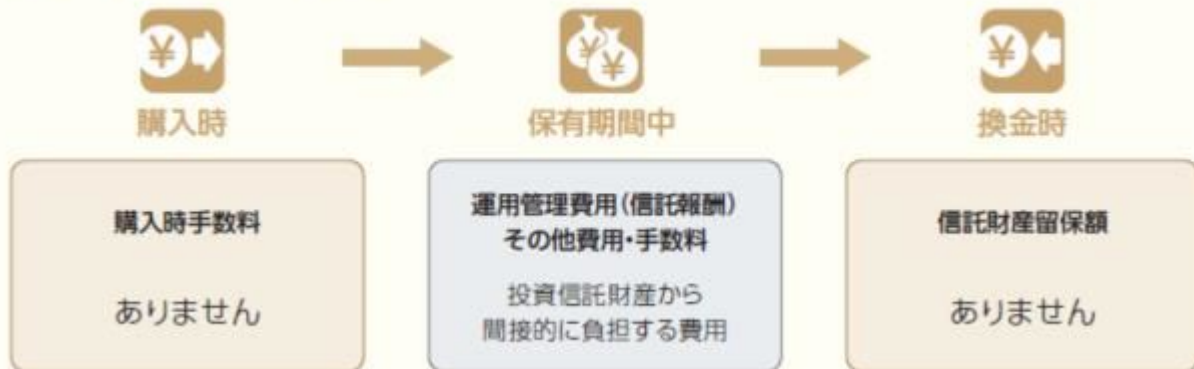 ¥
¥
¥
¥
購入時
保有期間中
換金時
購入時手数料
ありません
運用管理費用(信託報酬)
その他費用・手数料
投資信託財産から
間接的に負担する費用
信託財産留保額
ありません